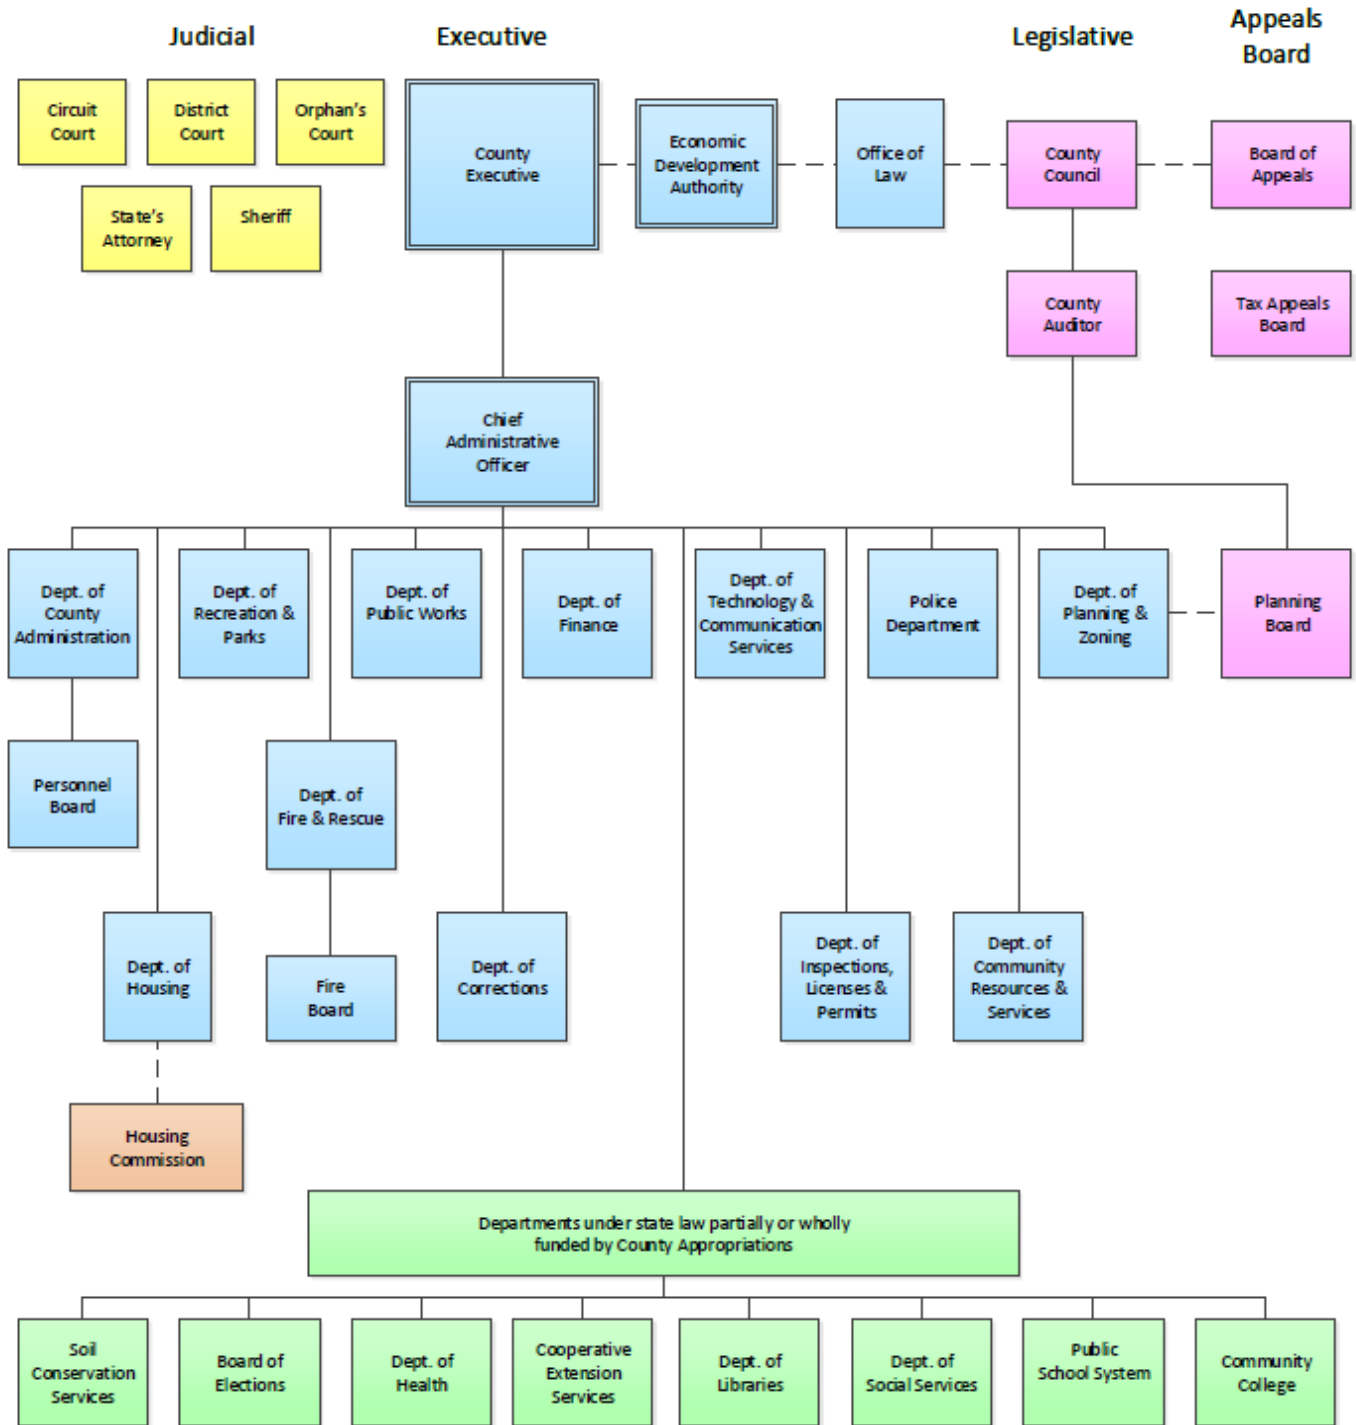 Judicial
Executive
Legislative
Appeals
Board
Circuit
Court
District
Court
Orphan's
Court
State's
Attorney
Sheriff
County
Executive
Economic
Development
Authority
Office of
Law
County
Council
Board of
Appeals
County
Auditor
Tax Appeals
Board
Chief
Administrative
Officer
Dept. of
County
Administration
Dept. of
Recreation &
Parks
Dept. of
Public Works
Dept. of
Finance
Dept. of
Technology &
Communication
Services
Police
Department
Dept. of
Planning &
Zoning
Planning
Board
Personnel
Board
Dept. of
Fire & Rescue
Dept. of
Housing
Fire
Board
Dept. of
Corrections
Dept. of
Inspections,
Licenses &
Permits
Dept. of
Community
Resources &
Services
Housing
Commission
Departments under state law partially or wholly
funded by County Appropriations
Soil
Conservation
Services
Board of
Elections
Dept. of
Health
Cooperative
Extension
Services
Dept. of
Libraries
Dept. of
Social Services
Public
School System
Community
College